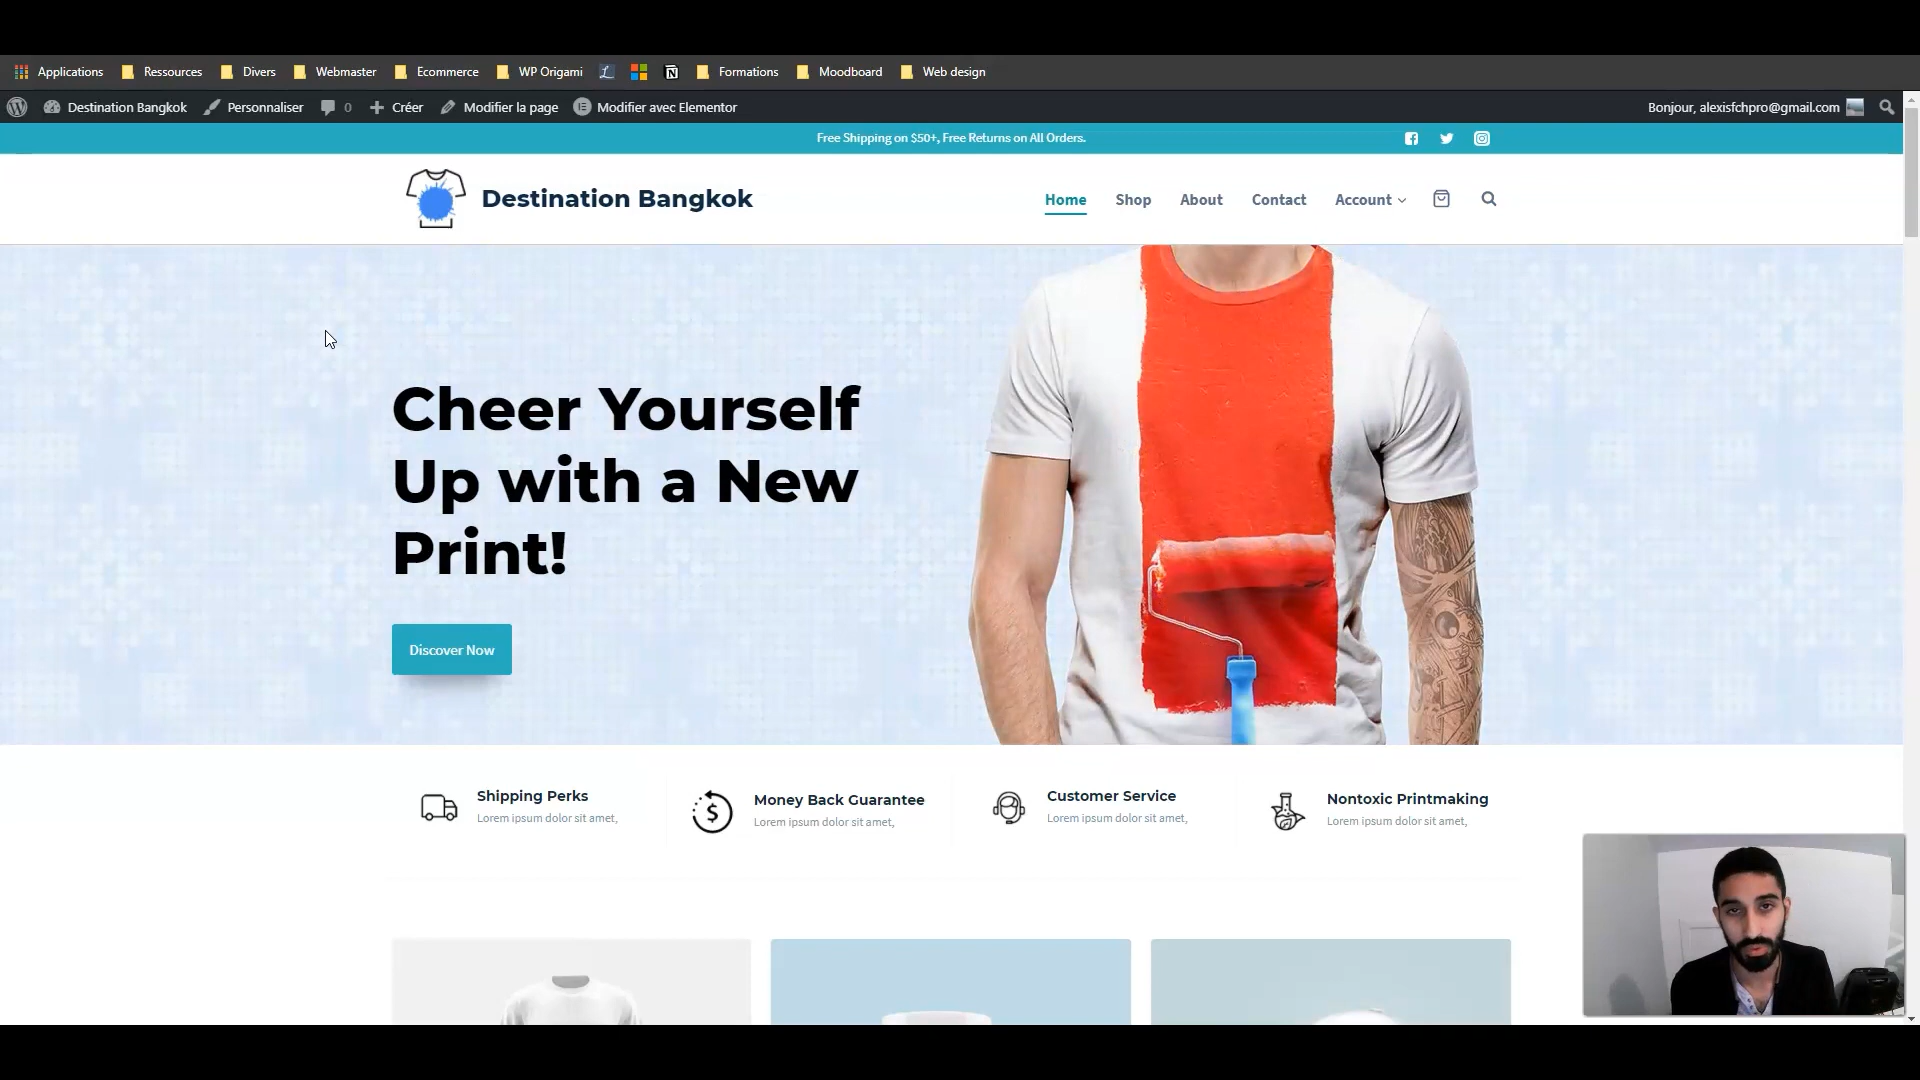 Applications Ressources Divers Webmaster Ecommerce WP Origami Formations Moodboard Web design
Destination Bangkok Personnaliser 0 Créer Modifier la page Modifier avec Elementor Bonjour, alexisfchpro@gmail.com
Free Shipping on $50+, Free Returns on All Orders.
Destination Bangkok
Home Shop About Contact Account
Cheer Yourself
Up with a New
Print!
Discover Now
Shipping Perks
Lorem ipsum dolor sit amet,
Money Back Guarantee
Lorem ipsum dolor sit amet,
Customer Service
Lorem ipsum dolor sit amet,
Nontoxic Printmaking
Lorem ipsum dolor sit amet,